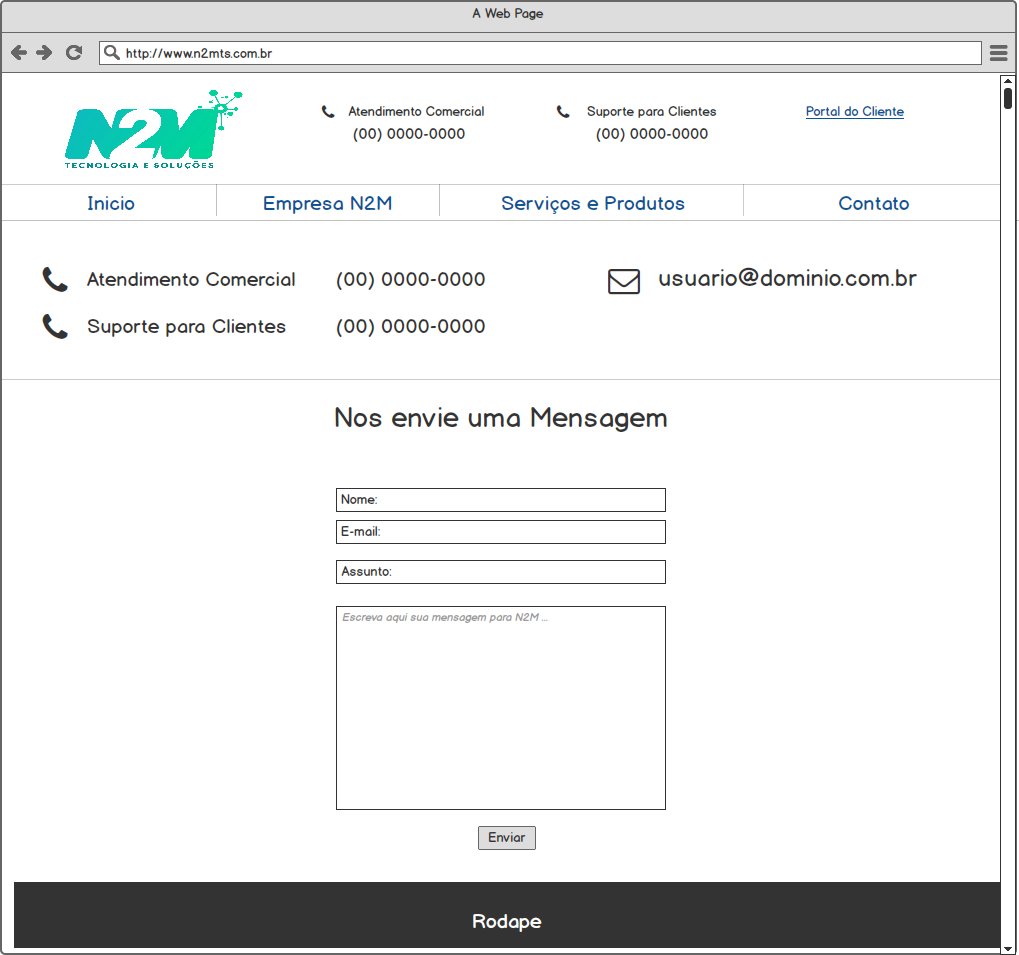 A Web Page
http://www.n2mts.com.br
N2M
TECNOLOGIA E SOLUÇÕES
Atendimento Comercial
(00) 0000-0000
Suporte para Clientes
(00) 0000-0000
Portal do Cliente
Inicio Empresa N2M Serviços e Produtos Contato
Atendimento Comercial (00) 0000-0000 usuario@dominio.com.br
Suporte para Clientes (00) 0000-0000
Nos envie uma Mensagem
Nome:
E-mail:
Assunto:
Escreva aqui sua mensagem para N2M ...
Enviar
Rodape